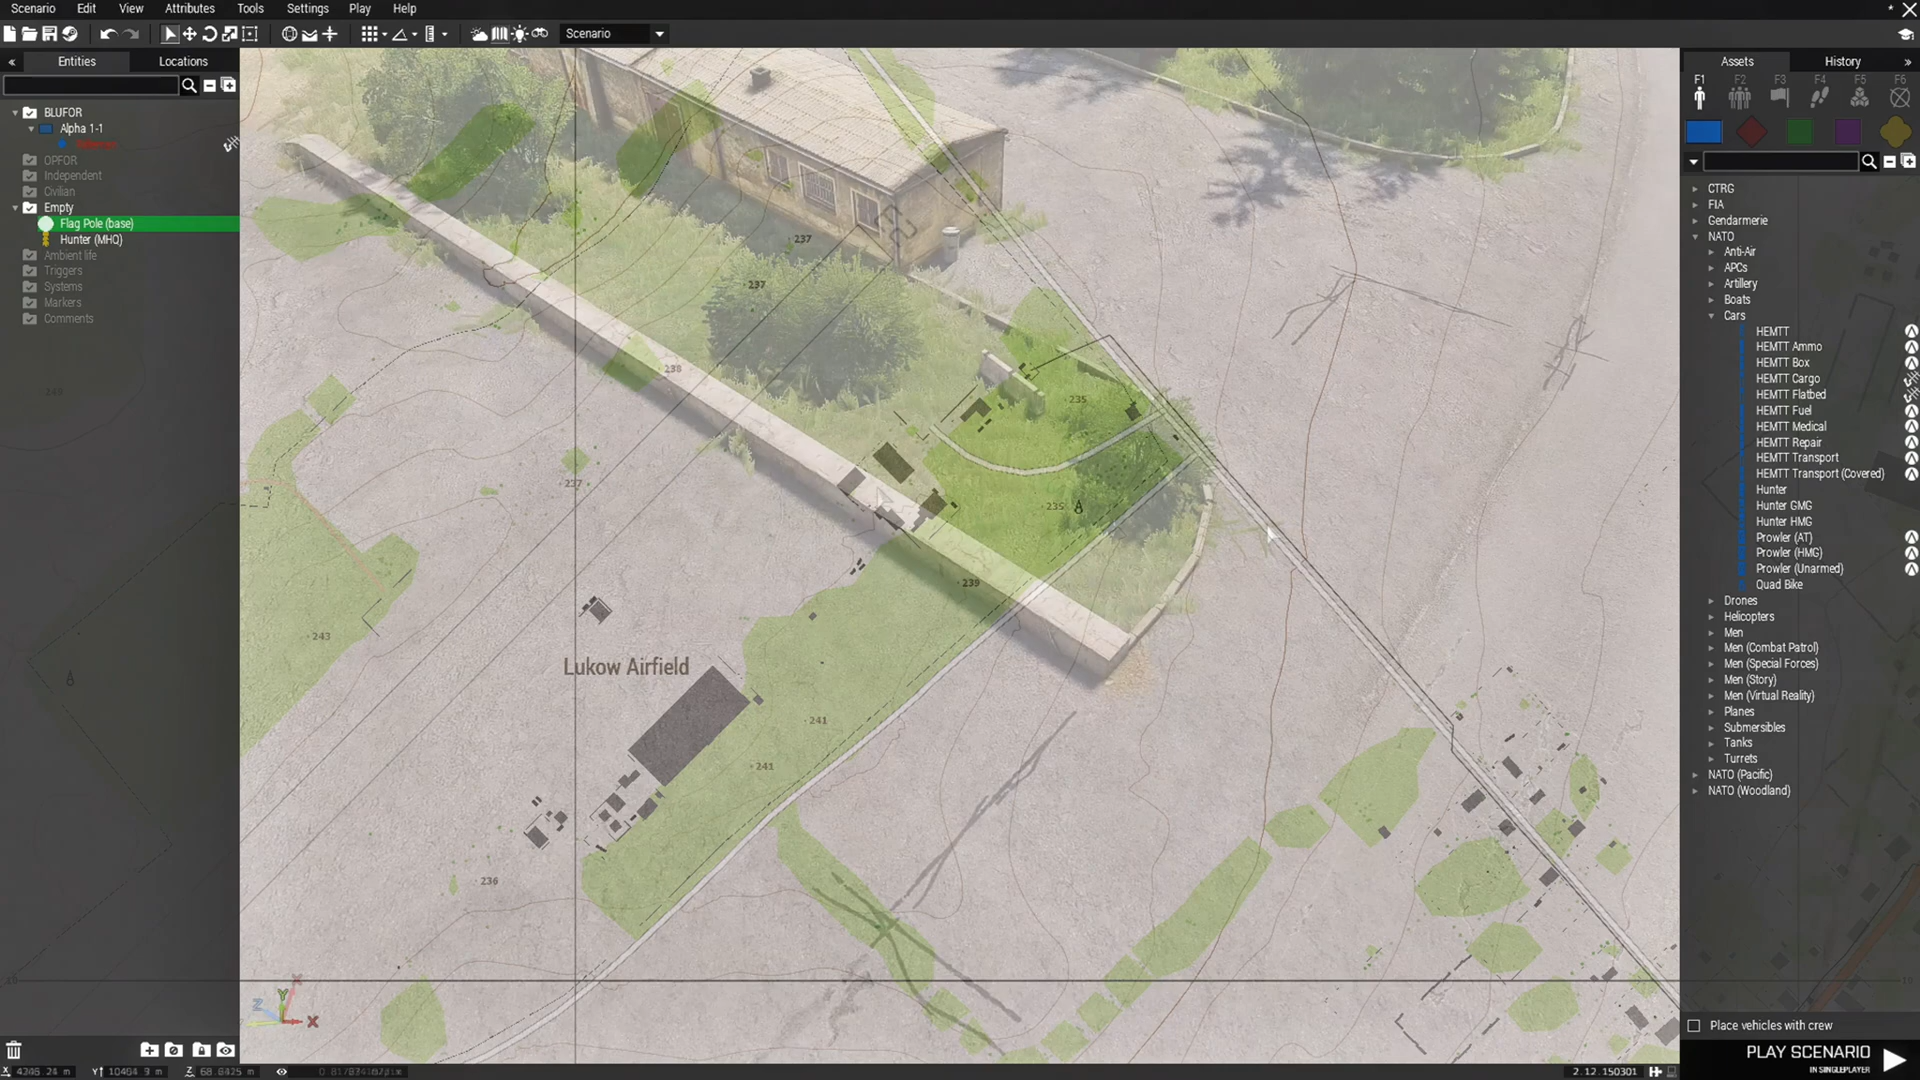 Scenario Edit View Attributes Tools Settings Play Help
Scenario
Entities Locations
BLUFOR
Alpha 1-1
OPFOR
Independent
Civilian
Empty
Flag Pole (base)
Hunter (MHQ)
Ambient life
Triggers
Systems
Markers
Comments
237
237
238
235
237
235
239
243
Lukow Airfield
241
241
236
Z
Y
X
Assets History
F1 F2 F3 F4 F5 F6
CTRG
FIA
Gendarmerie
NATO
Anti-Air
APCs
Artillery
Boats
Cars
HEMTT
HEMTT Ammo
HEMTT Box
HEMTT Cargo
HEMTT Flatbed
HEMTT Fuel
HEMTT Medical
HEMTT Repair
HEMTT Transport
HEMTT Transport (Covered)
Hunter
Hunter GMG
Hunter HMG
Prowler (AT)
Prowler (HMG)
Prowler (Unarmed)
Quad Bike
Drones
Helicopters
Men
Men (Combat Patrol)
Men (Special Forces)
Men (Story)
Men (Virtual Reality)
Planes
Submersibles
Tanks
Turrets
NATO (Pacific)
NATO (Woodland)
Place vehicles with crew
PLAY SCENARIO
IN SINGLEPLAYER
2.12.150301